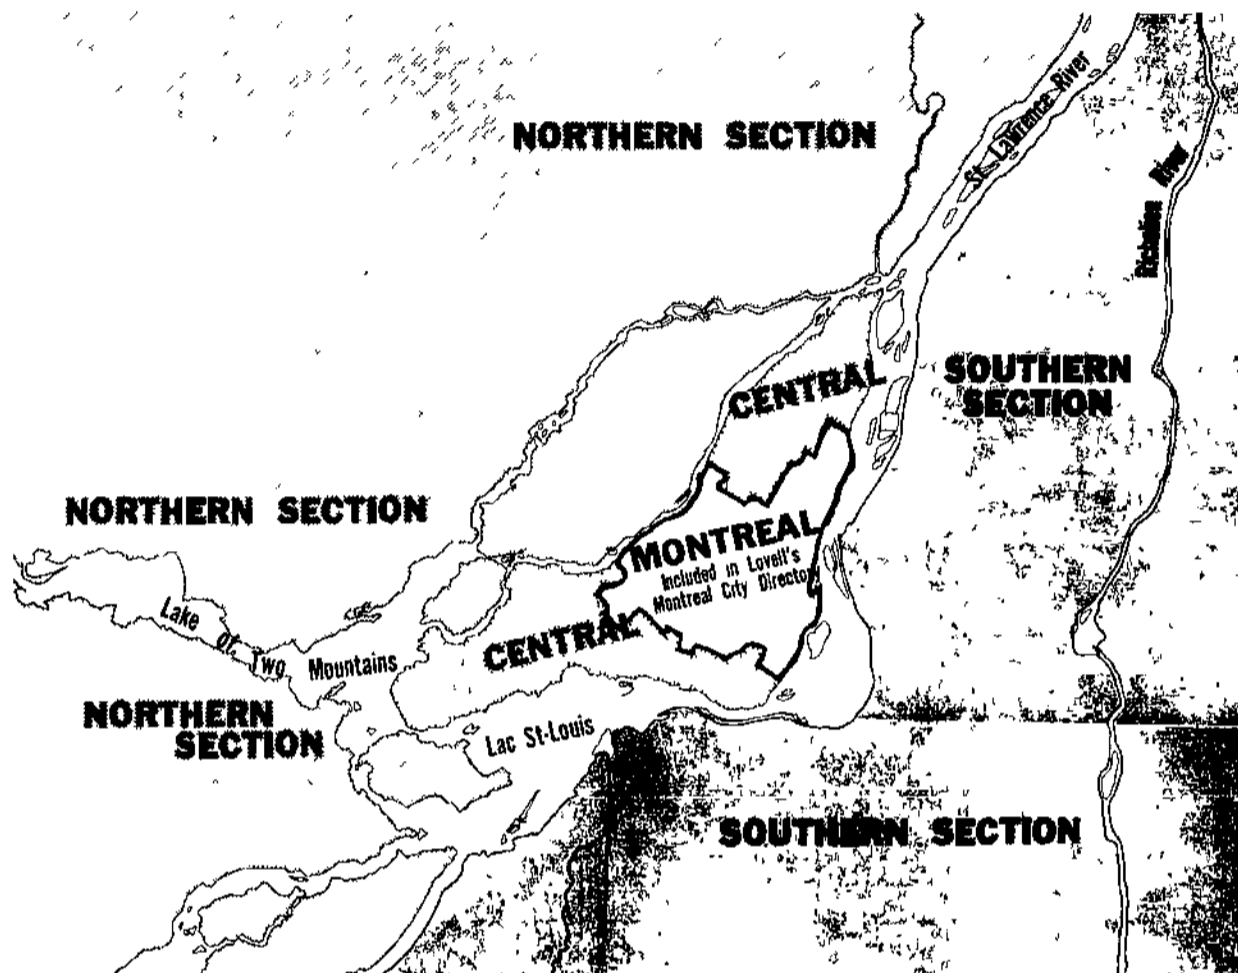 NORTHERN SECTION
St. Lawrence River
Richelieu River
CENTRAL
SOUTHERN
SECTION
NORTHERN SECTION
MONTREAL
Included in Lovell's
Montreal City Directory
Lake of Two Mountains
CENTRAL
NORTHERN
SECTION
Lac St-Louis
SOUTHERN SECTION